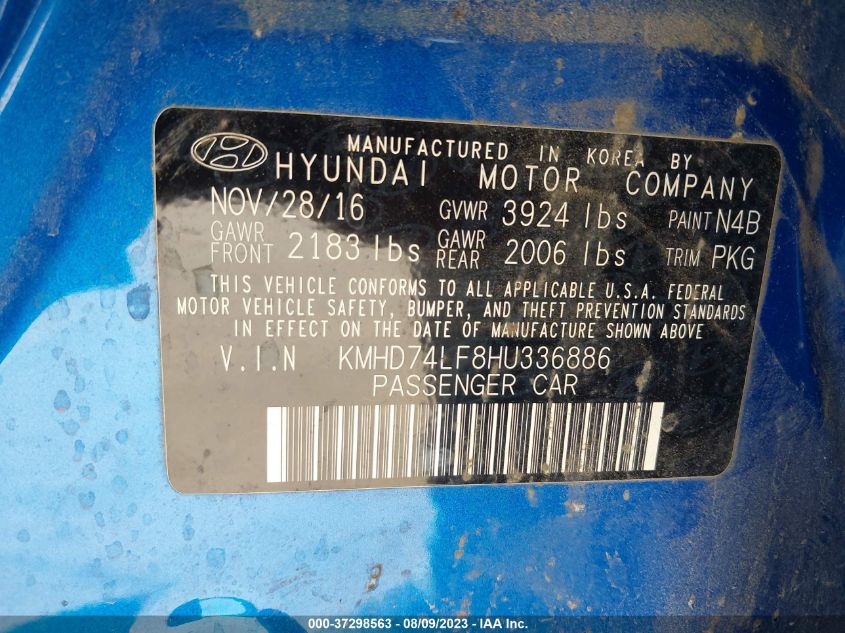 MANUFACTURED IN KOREA BY
HYUNDAI MOTOR COMPANY
NOV/28/16 GVWR 3924 lbs PAINT N4B
GAWR FRONT 2183 lbs GAWR REAR 2006 lbs TRIM PKG
THIS VEHICLE CONFORMS TO ALL APPLICABLE U.S.A. FEDERAL
MOTOR VEHICLE SAFETY, BUMPER, AND THEFT PREVENTION STANDARDS
IN EFFECT ON THE DATE OF MANUFACTURE SHOWN ABOVE
V.I.N KMHD74LF8HU336886
PASSENGER CAR
000-37298563 - 08/09/2023 - IAA Inc.